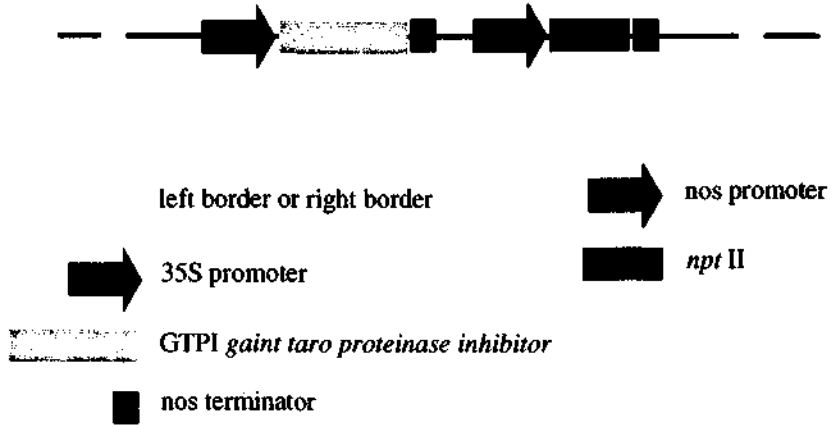 left border or right border
nos promoter
35S promoter
npt II
GTPI gaint taro proteinase inhibitor
nos terminator